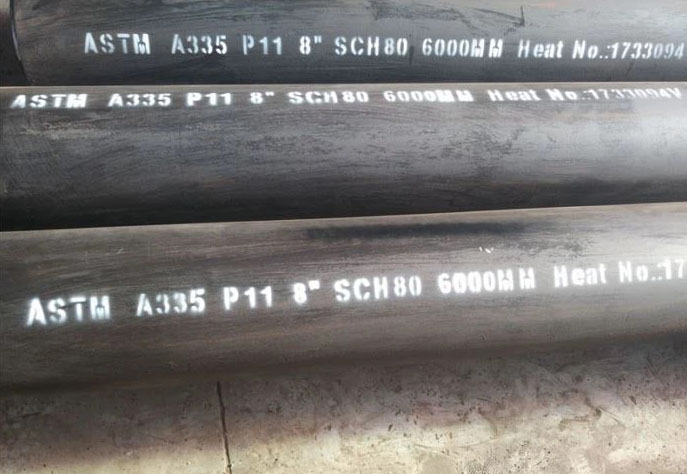 ASTM A335 P11 8" SCH80 6000MM Heat No.:1733094
ASTM A335 P11 8" SCH80 6000MM Heat No.:1733094V
ASTM A335 P11 8" SCH80 6000MM Heat No.:17